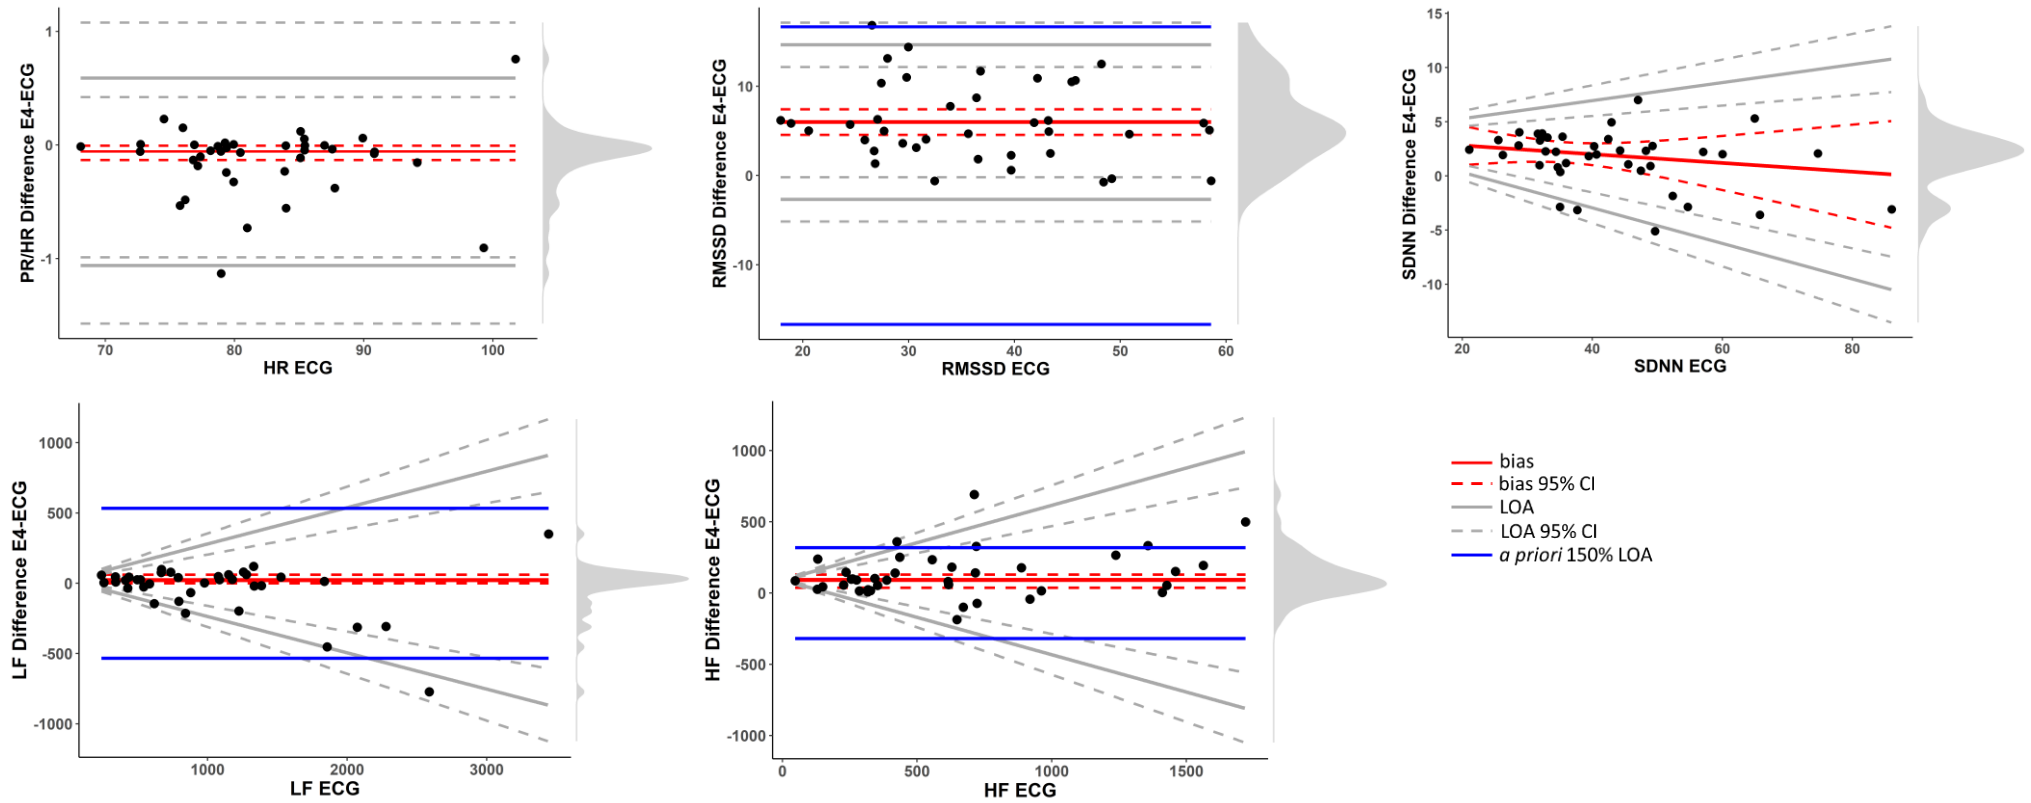 PR/HR Difference E4-ECG
1
0
-1
70 80 90 100
HR ECG
RMSSD Difference E4-ECG
10
0
-10
20 30 40 50 60
RMSSD ECG
SDNN Difference E4-ECG
15
10
5
0
-5
-10
20 40 60 80
SDNN ECG
LF Difference E4-ECG
1000
500
0
-500
-1000
1000 2000 3000
LF ECG
HF Difference E4-ECG
1000
500
0
-500
-1000
0 500 1000 1500
HF ECG
bias
bias 95% CI
LOA
LOA 95% CI
a priori 150% LOA